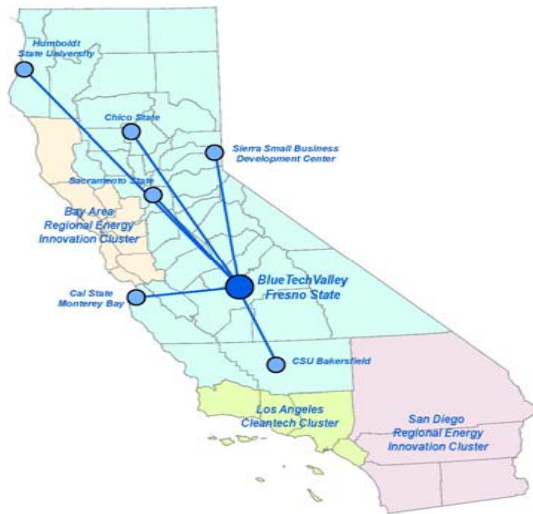 Humboldt
State University
Chico State
Sierra Small Business
Development Center
Sacramento State
Bay Area
Regional Energy
Innovation Cluster
BlueTechValley
Fresno State
Cal State
Monterey Bay
CSU Bakersfield
Los Angeles
Cleantech Cluster
San Diego
Regional Energy
Innovation Cluster